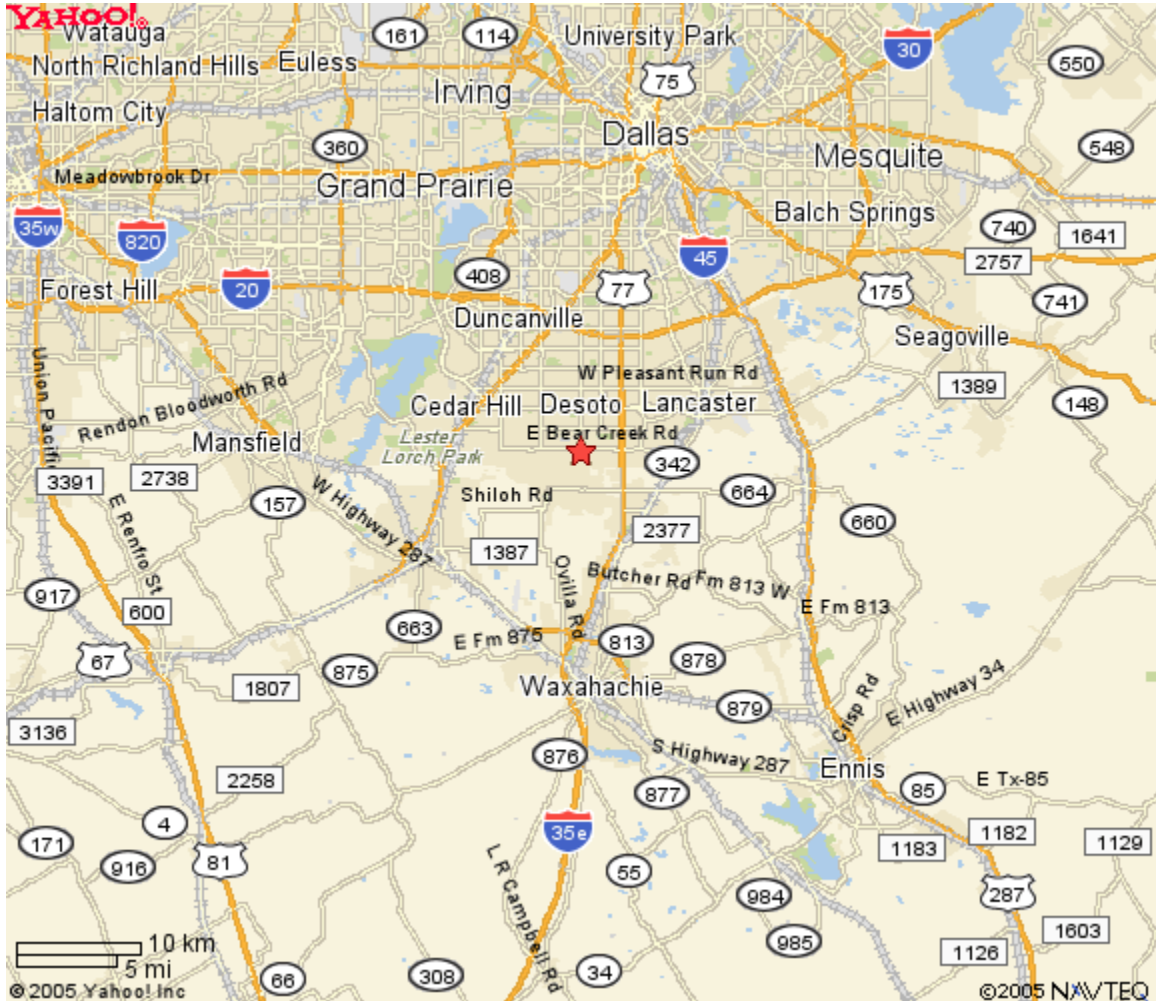 YAHOO!®
Watauga
161
114
University Park
30
550
North Richland Hills
Euless
75
Irving
Haltom City
Dallas
360
548
Mesquite
Meadowbrook Dr
Grand Prairie
35w
820
Balch Springs
740
1641
45
2757
408
20
77
175
741
Forest Hill
Duncanville
Seagoville
Union Pacific
W Pleasant Run Rd
1389
148
Rendon Bloodworth Rd
Cedar Hill
Desoto
Lancaster
Mansfield
E Bear Creek Rd
Lester
Lorch Park
342
3391
2738
664
157
Shiloh Rd
E Renfro St
W Highway 287
2377
660
1387
Ovilla Rd
Butcher Rd
Fm 813 W
917
600
E Fm 813
663
E Fm 875
813
67
875
878
1807
Waxahachie
879
Crisp Rd
E Highway 34
3136
876
S Highway 287
Ennis
2258
877
85
E Tx-85
4
35e
171
916
81
1183
1182
1129
L R Campbell Rd
55
984
287
985
1603
10 km
5 mi
66
308
34
1126
©2005 Yahoo! Inc
©2005 NAVTEQ